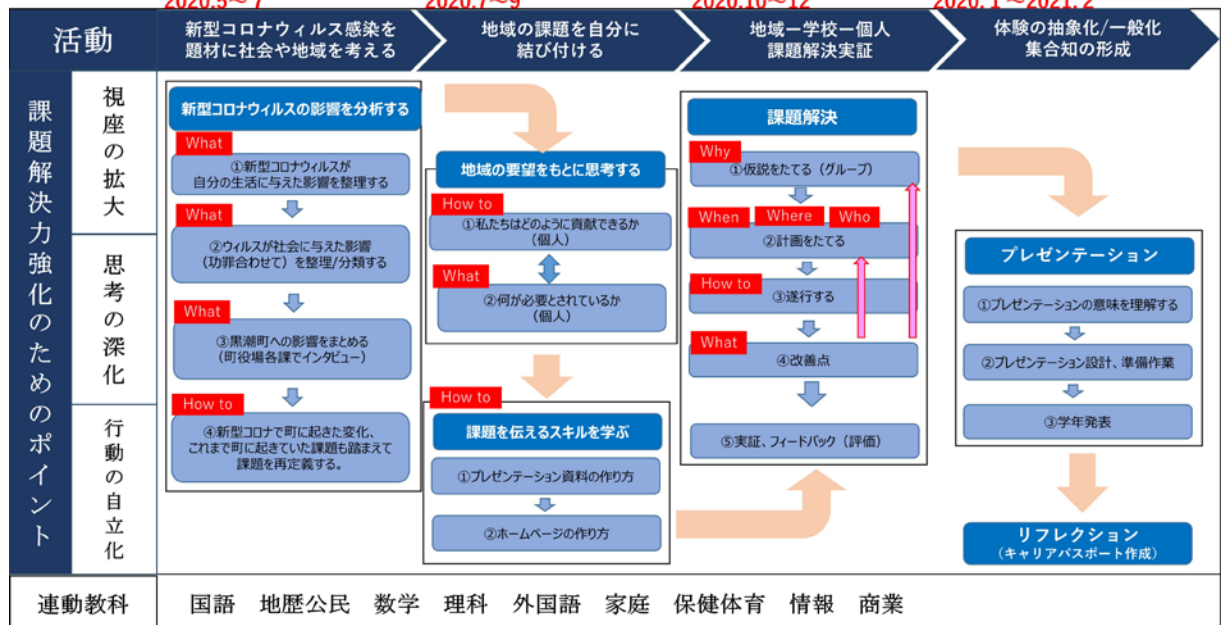 2020.5～7
2020.7～9
2020.10～12
2020. 1～2021. 2
活動
新型コロナウィルス感染を
題材に社会や地域を考える
地域の課題を自分に
結び付ける
地域ー学校ー個人
課題解決実証
体験の抽象化/一般化
集合知の形成
課題解決力強化のためのポイント
視座の拡大
思考の深化
行動の自立化
新型コロナウィルスの影響を分析する
What
①新型コロナウィルスが
自分の生活に与えた影響を整理する
What
②ウィルスが社会に与えた影響
（功罪合わせて）を整理/分類する
What
③黒潮町への影響をまとめる
（町役場各課でインタビュー）
How to
④新型コロナで町に起きた変化、
これまで町に起きていた課題も踏まえて
課題を再定義する。
地域の要望をもとに思考する
How to
①私たちはどのように貢献できるか
（個人）
What
②何が必要とされているか
（個人）
How to
課題を伝えるスキルを学ぶ
①プレゼンテーション資料の作り方
②ホームページの作り方
課題解決
Why
①仮説をたてる（グループ）
When
Where
Who
②計画をたてる
How to
③遂行する
What
④改善点
⑤実証、フィードバック（評価）
プレゼンテーション
①プレゼンテーションの意味を理解する
②プレゼンテーション設計、準備作業
③学年発表
リフレクション
（キャリアパスポート作成）
連動教科
国語 地歴公民 数学 理科 外国語 家庭 保健体育 情報 商業